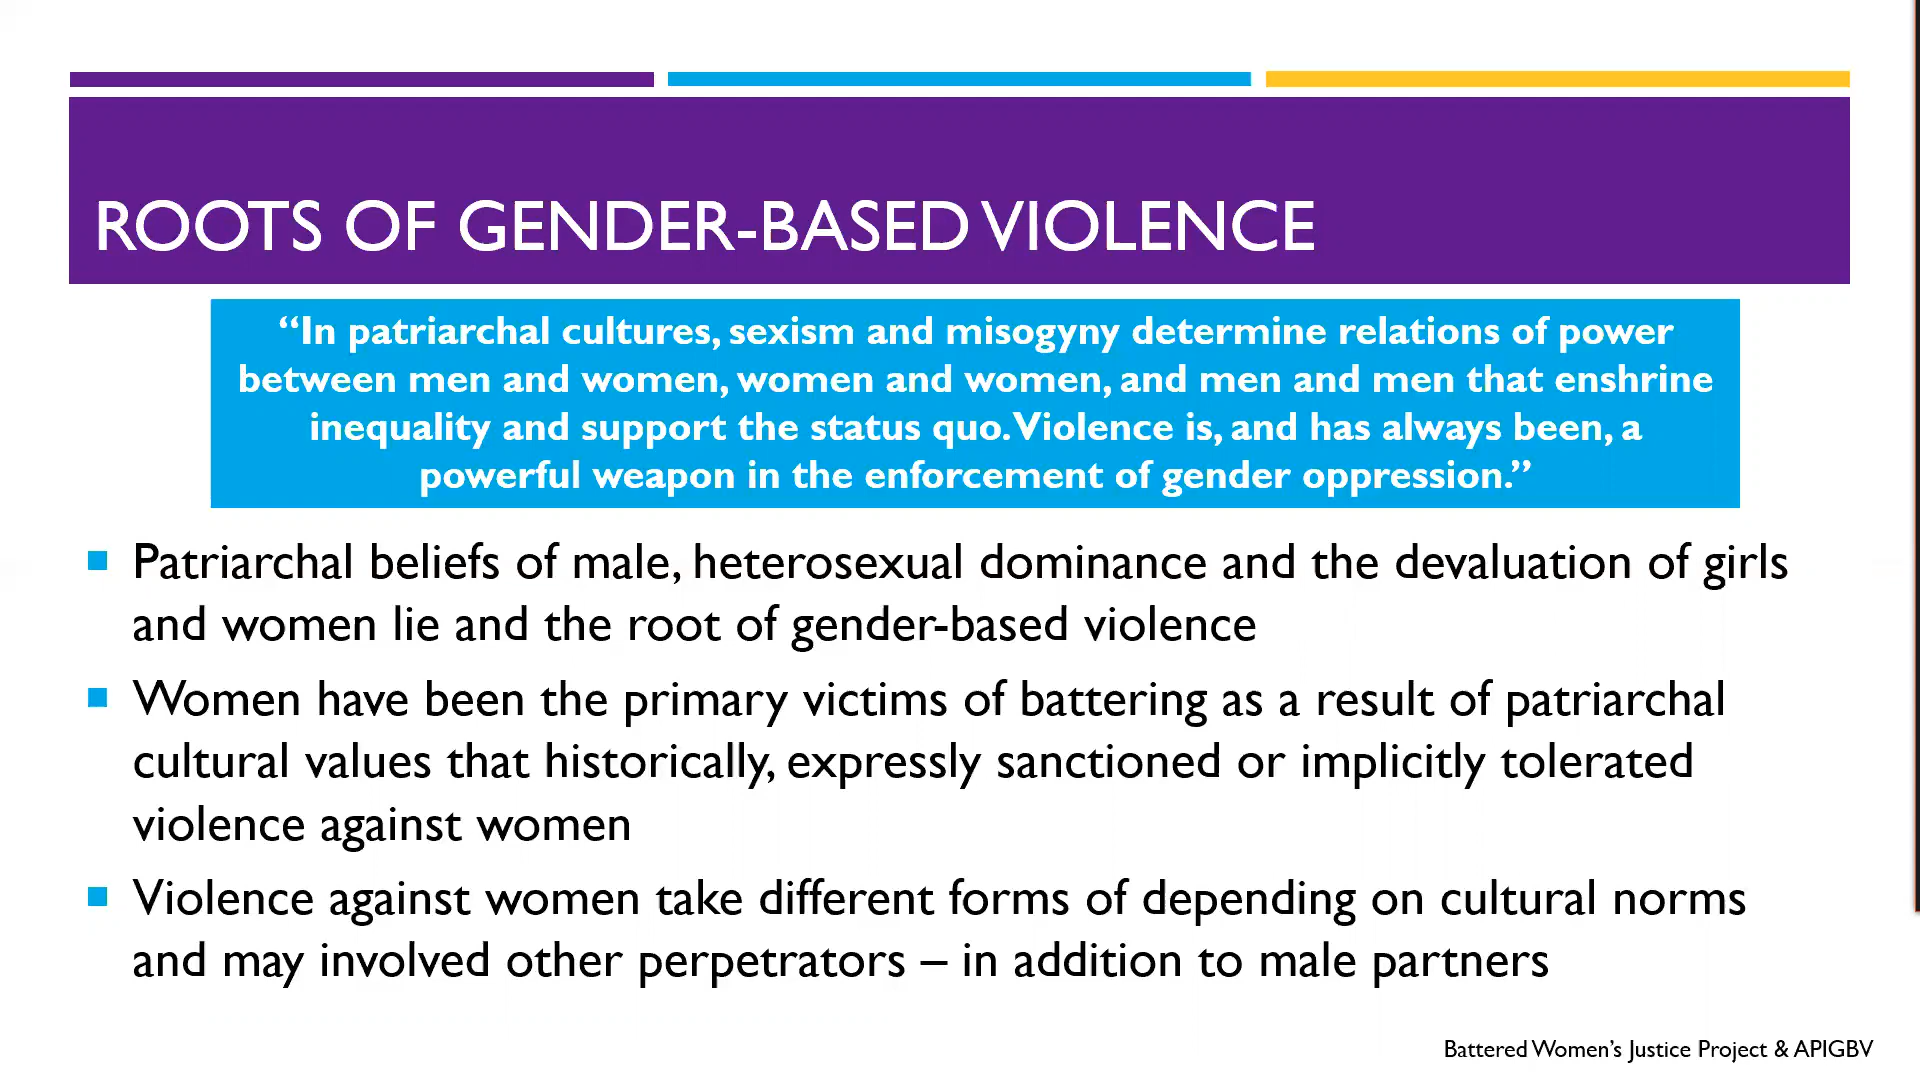 ROOTS OF GENDER-BASED VIOLENCE
“In patriarchal cultures, sexism and misogyny determine relations of power
between men and women, women and women, and men and men that enshrine
inequality and support the status quo. Violence is, and has always been, a
powerful weapon in the enforcement of gender oppression.”
Patriarchal beliefs of male, heterosexual dominance and the devaluation of girls
and women lie and the root of gender-based violence
Women have been the primary victims of battering as a result of patriarchal
cultural values that historically, expressly sanctioned or implicitly tolerated
violence against women
Violence against women take different forms of depending on cultural norms
and may involved other perpetrators – in addition to male partners
Battered Women’s Justice Project & APIGBV